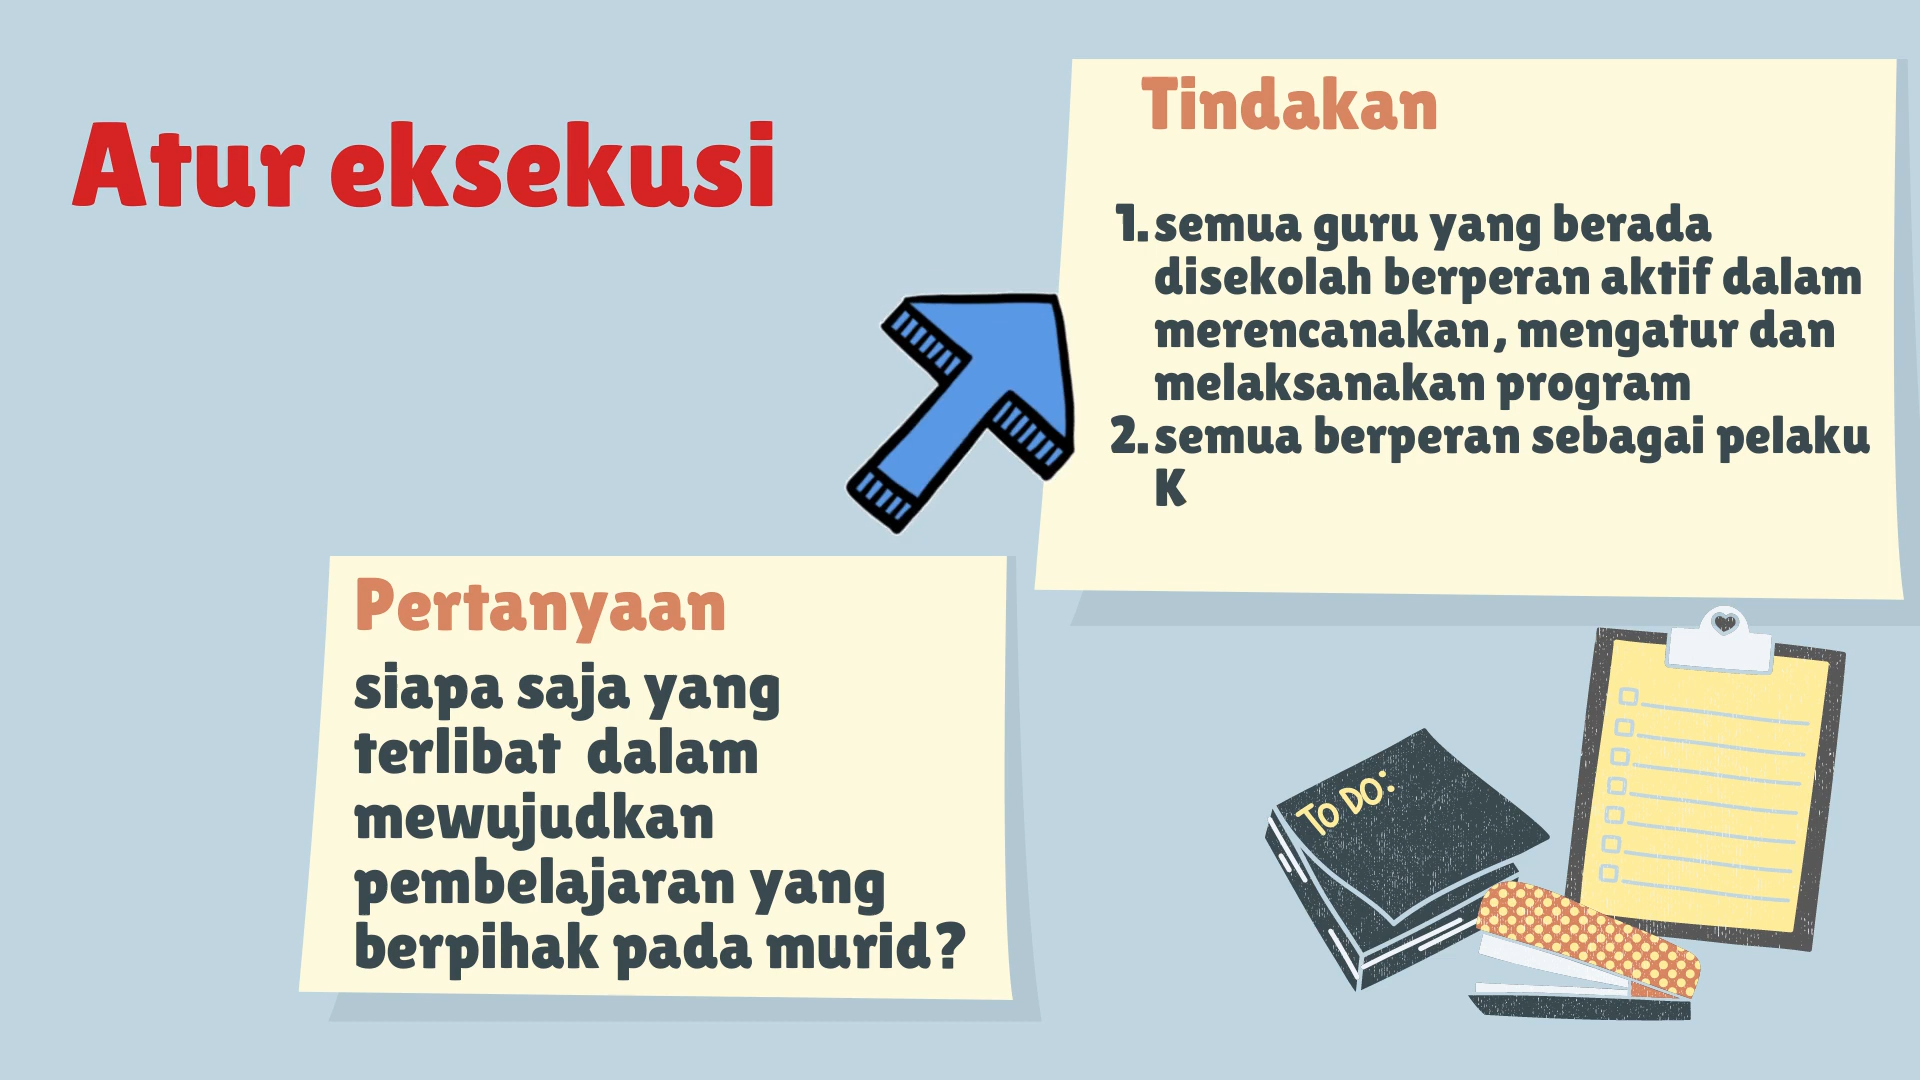 Atur eksekusi
Tindakan
1. semua guru yang berada
disekolah berperan aktif dalam
merencanakan, mengatur dan
melaksanakan program
2. semua berperan sebagai pelaku
K
Pertanyaan
siapa saja yang
terlibat dalam
mewujudkan
pembelajaran yang
berpihak pada murid?
TO DO: